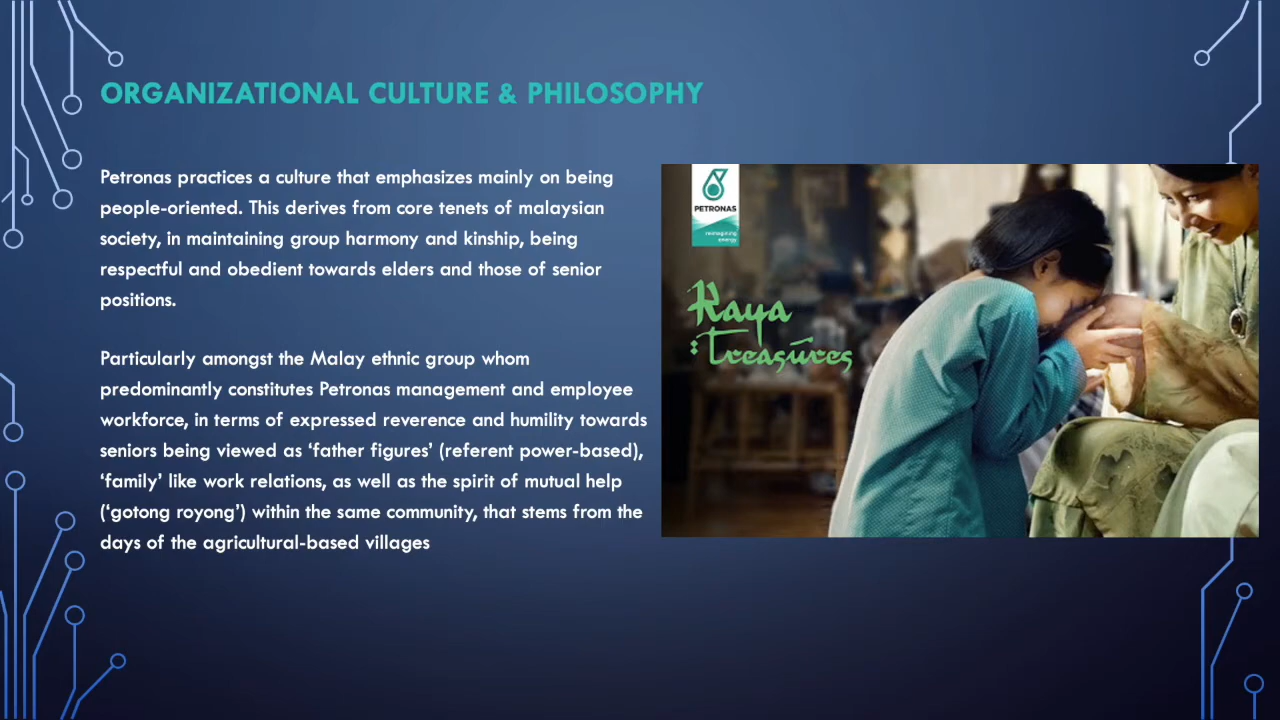 ORGANIZATIONAL CULTURE & PHILOSOPHY
Petronas practices a culture that emphasizes mainly on being
people-oriented. This derives from core tenets of malaysian
society, in maintaining group harmony and kinship, being
respectful and obedient towards elders and those of senior
positions.
Particularly amongst the Malay ethnic group whom
predominantly constitutes Petronas management and employee
workforce, in terms of expressed reverence and humility towards
seniors being viewed as ‘father figures’ (referent power-based),
‘family’ like work relations, as well as the spirit of mutual help
(‘gotong royong’) within the same community, that stems from the
days of the agricultural-based villages
PETRONAS
reimagining
energy
Raya
Treasures